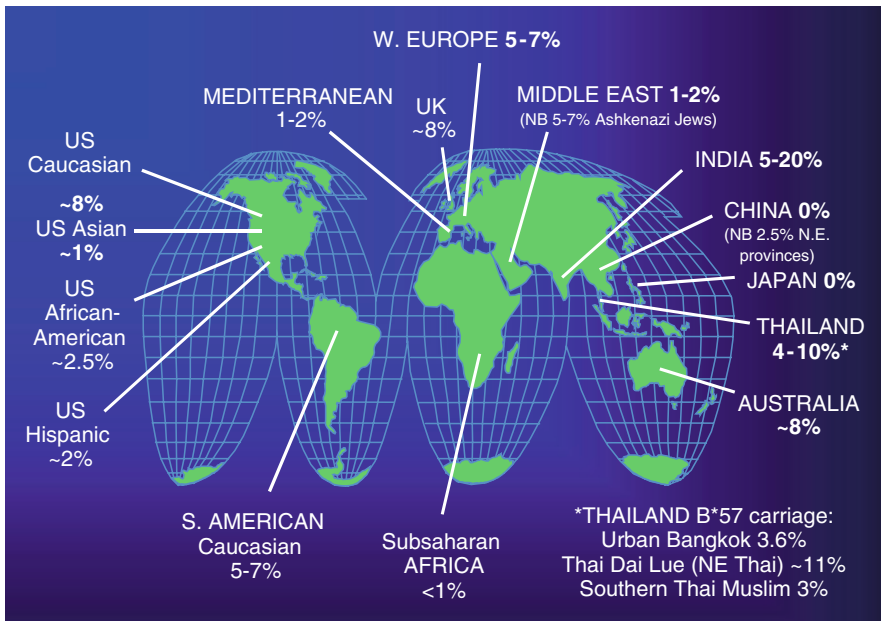 W. EUROPE 5-7%
MEDITERRANEAN
1-2%
UK
~8%
MIDDLE EAST 1-2%
(NB 5-7% Ashkenazi Jews)
US
Caucasian
~8%
US Asian
~1%
US
African-
American
~2.5%
US
Hispanic
~2%
INDIA 5-20%
CHINA 0%
(NB 2.5% N.E.
provinces)
JAPAN 0%
THAILAND
4-10%*
AUSTRALIA
~8%
S. AMERICAN
Caucasian
5-7%
Subsaharan
AFRICA
<1%
*THAILAND B*57 carriage:
Urban Bangkok 3.6%
Thai Dai Lue (NE Thai) ~11%
Southern Thai Muslim 3%